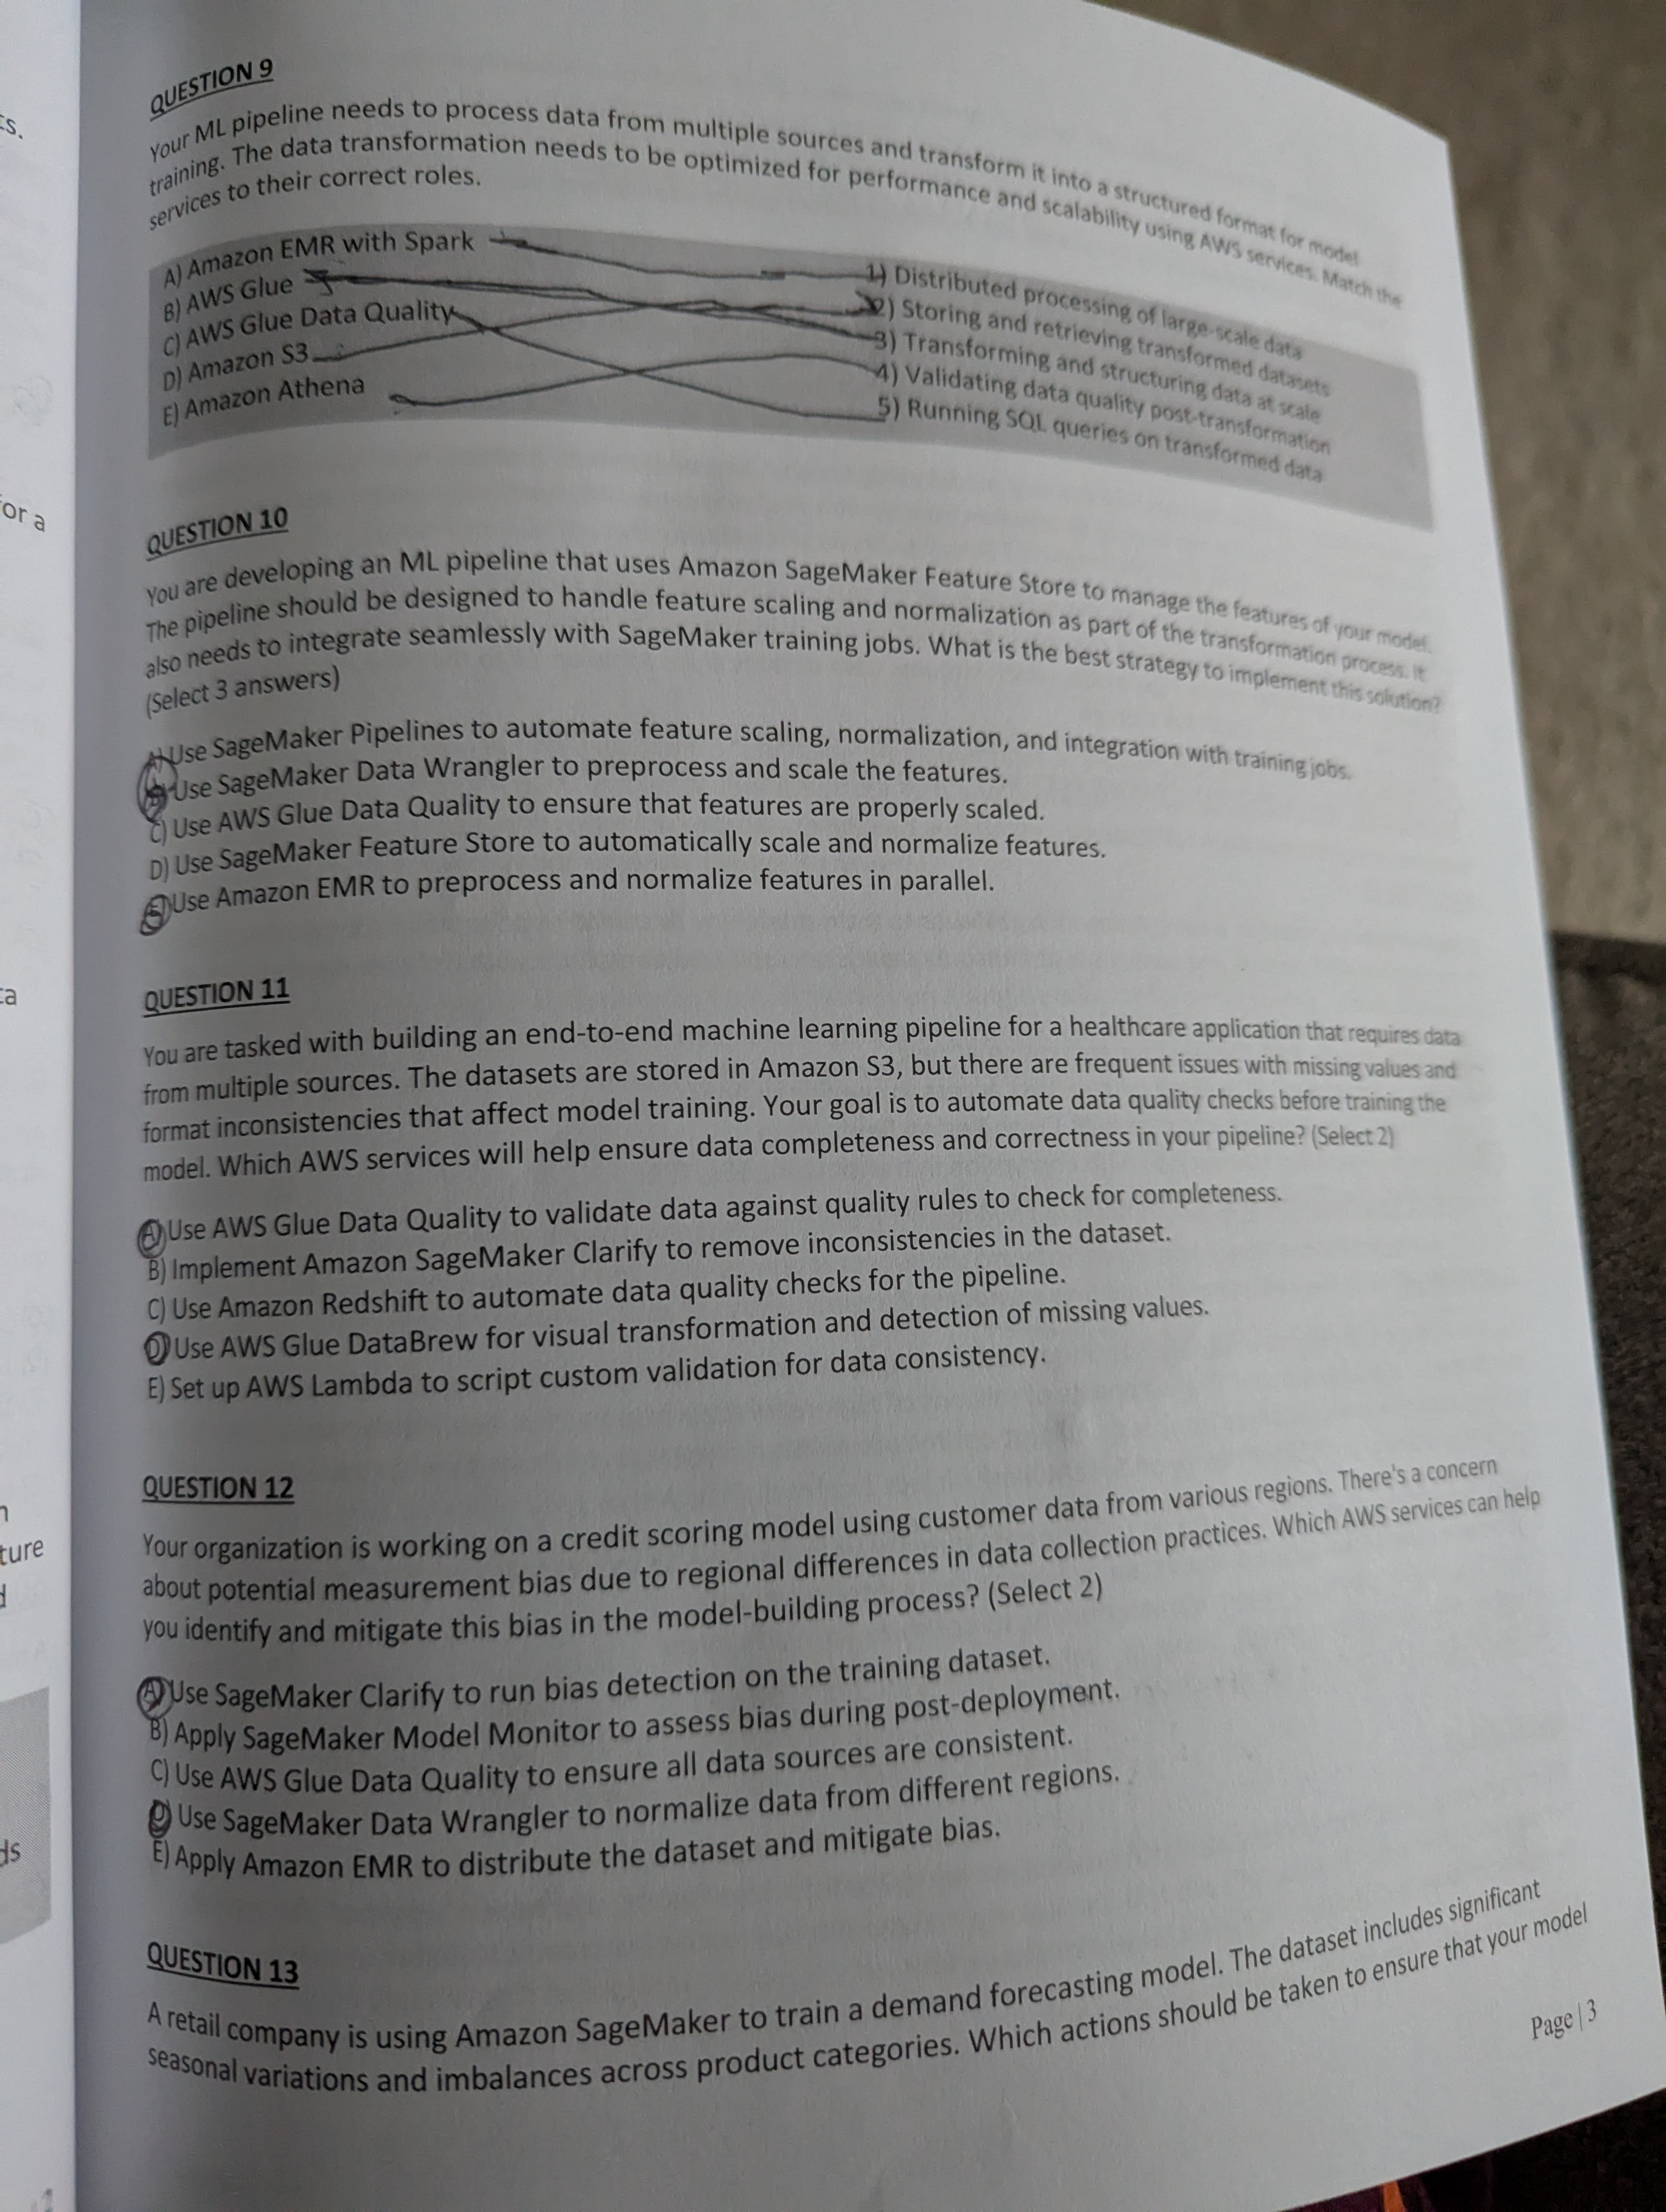 QUESTION 9
Your ML pipeline needs to process data from multiple sources and transform it into a structured format for model
training. The data transformation needs to be optimized for performance and scalability using AWS services. Match the
services to their correct roles.
A) Amazon EMR with Spark
B) AWS Glue
C) AWS Glue Data Quality
D) Amazon S3
E) Amazon Athena
1) Distributed processing of large-scale data
2) Storing and retrieving transformed datasets
3) Transforming and structuring data at scale
4) Validating data quality post-transformation
5) Running SQL queries on transformed data
QUESTION 10
You are developing an ML pipeline that uses Amazon SageMaker Feature Store to manage the features of your model.
The pipeline should be designed to handle feature scaling and normalization as part of the transformation process. It
also needs to integrate seamlessly with SageMaker training jobs. What is the best strategy to implement this solution?
(Select 3 answers)
A) Use SageMaker Pipelines to automate feature scaling, normalization, and integration with training jobs.
B) Use SageMaker Data Wrangler to preprocess and scale the features.
C) Use AWS Glue Data Quality to ensure that features are properly scaled.
D) Use SageMaker Feature Store to automatically scale and normalize features.
E) Use Amazon EMR to preprocess and normalize features in parallel.
QUESTION 11
You are tasked with building an end-to-end machine learning pipeline for a healthcare application that requires data
from multiple sources. The datasets are stored in Amazon S3, but there are frequent issues with missing values and
format inconsistencies that affect model training. Your goal is to automate data quality checks before training the
model. Which AWS services will help ensure data completeness and correctness in your pipeline? (Select 2)
A) Use AWS Glue Data Quality to validate data against quality rules to check for completeness.
B) Implement Amazon SageMaker Clarify to remove inconsistencies in the dataset.
C) Use Amazon Redshift to automate data quality checks for the pipeline.
D) Use AWS Glue DataBrew for visual transformation and detection of missing values.
E) Set up AWS Lambda to script custom validation for data consistency.
QUESTION 12
Your organization is working on a credit scoring model using customer data from various regions. There's a concern
about potential measurement bias due to regional differences in data collection practices. Which AWS services can help
you identify and mitigate this bias in the model-building process? (Select 2)
A) Use SageMaker Clarify to run bias detection on the training dataset.
B) Apply SageMaker Model Monitor to assess bias during post-deployment.
C) Use AWS Glue Data Quality to ensure all data sources are consistent.
D) Use SageMaker Data Wrangler to normalize data from different regions.
E) Apply Amazon EMR to distribute the dataset and mitigate bias.
QUESTION 13
A retail company is using Amazon SageMaker to train a demand forecasting model. The dataset includes significant
seasonal variations and imbalances across product categories. Which actions should be taken to ensure that your model
Page | 3